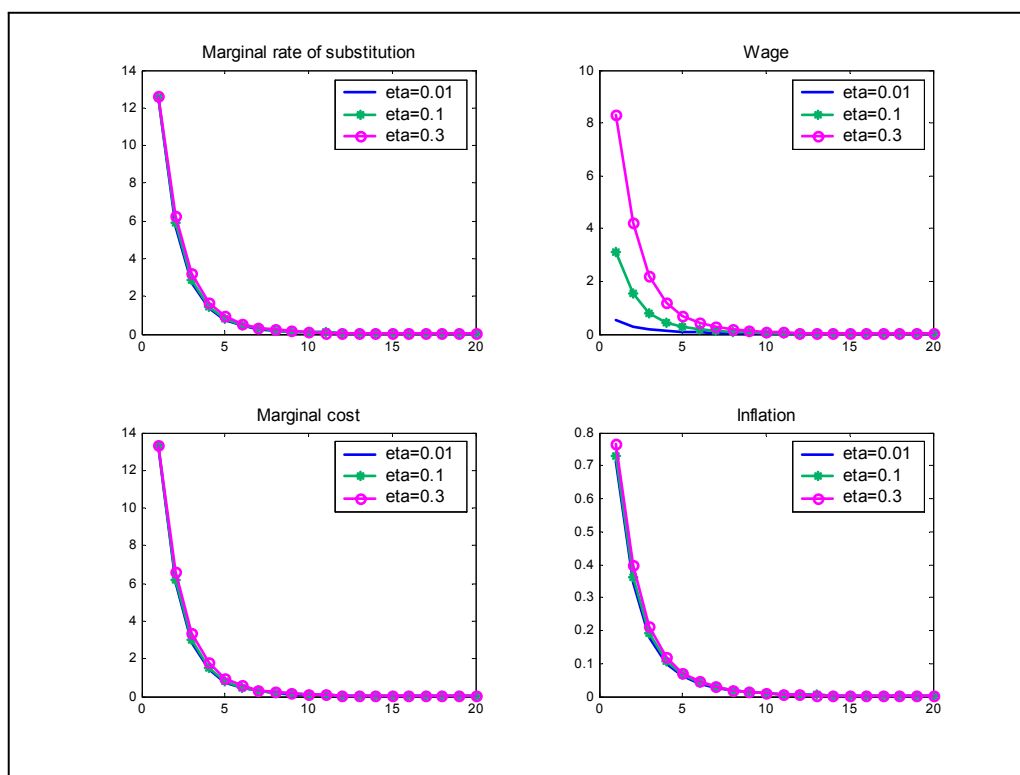 Marginal rate of substitution
14
12
10
8
6
4
2
0
0 5 10 15 20
eta=0.01
eta=0.1
eta=0.3
Wage
10
8
6
4
2
0
0 5 10 15 20
eta=0.01
eta=0.1
eta=0.3
Marginal cost
14
12
10
8
6
4
2
0
0 5 10 15 20
eta=0.01
eta=0.1
eta=0.3
Inflation
0.8
0.7
0.6
0.5
0.4
0.3
0.2
0.1
0
0 5 10 15 20
eta=0.01
eta=0.1
eta=0.3